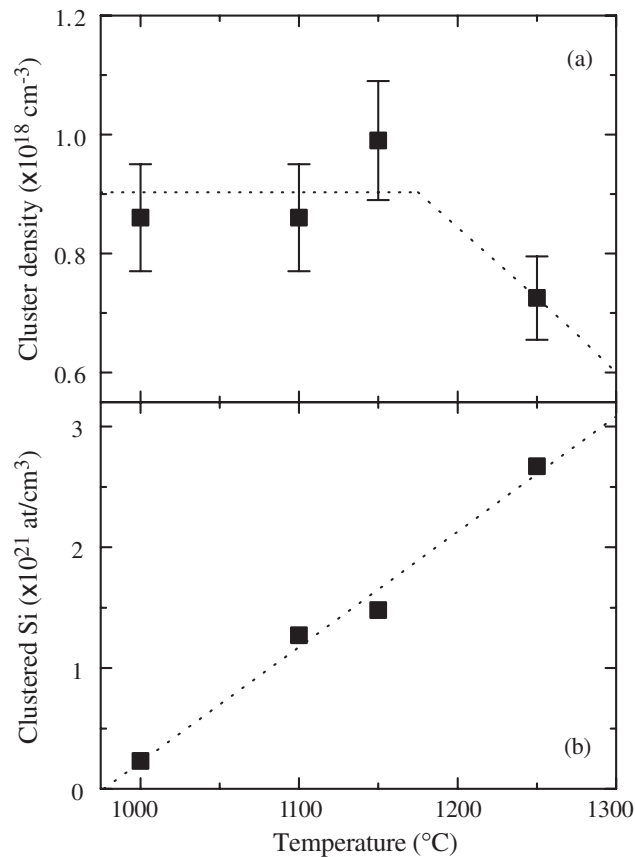 (a)
1.2
1.0
0.8
0.6
Cluster density (x10^18 cm^-3)
3
2
1
0
Clustered Si (x10^21 at/cm^3)
(b)
1000 1100 1200 1300
Temperature (°C)